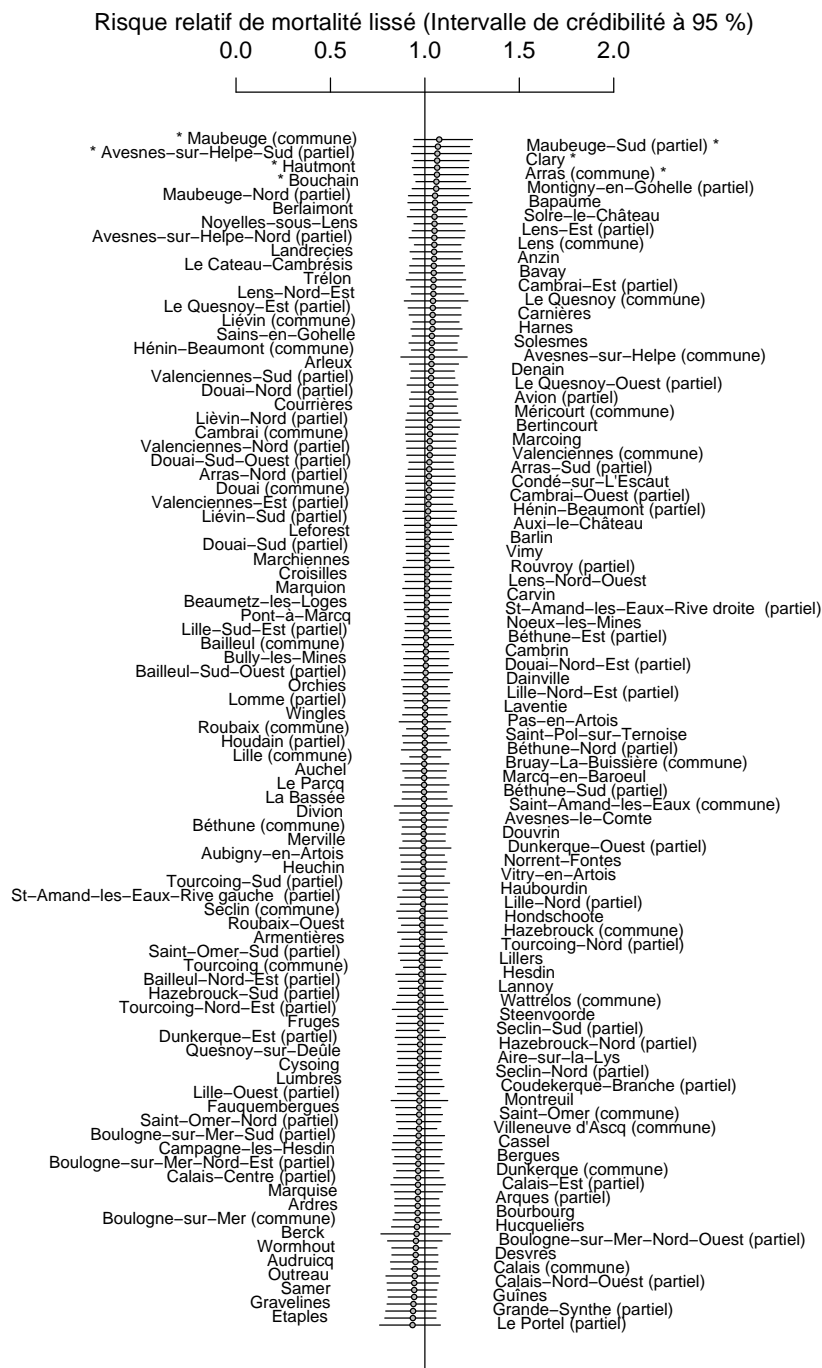 Risque relatif de mortalité lissé (Intervalle de crédibilité à 95 %)
0.0 0.5 1.0 1.5 2.0
* Maubeuge (commune)
Maubeuge−Sud (partiel) *
* Avesnes−sur−Helpe−Sud (partiel)
Clary *
* Hautmont
Arras (commune) *
* Bouchain
Montigny−en−Gohelle (partiel)
Maubeuge−Nord (partiel)
Bapaume
Berlaimont
Solre−le−Château
Noyelles−sous−Lens
Lens−Est (partiel)
Avesnes−sur−Helpe−Nord (partiel)
Lens (commune)
Landrecies
Anzin
Le Cateau−Cambrésis
Bavay
Trélon
Cambrai−Est (partiel)
Lens−Nord−Est
Le Quesnoy (commune)
Le Quesnoy−Est (partiel)
Carnières
Liévin (commune)
Harnes
Sains−en−Gohelle
Solesmes
Hénin−Beaumont (commune)
Avesnes−sur−Helpe (commune)
Arleux
Denain
Valenciennes−Sud (partiel)
Le Quesnoy−Ouest (partiel)
Douai−Nord (partiel)
Avion (partiel)
Courrières
Méricourt (commune)
Lièvin−Nord (partiel)
Bertincourt
Cambrai (commune)
Marcoing
Valenciennes−Nord (partiel)
Valenciennes (commune)
Douai−Sud−Ouest (partiel)
Arras−Sud (partiel)
Arras−Nord (partiel)
Condé−sur−L'Escaut
Douai (commune)
Cambrai−Ouest (partiel)
Valenciennes−Est (partiel)
Hénin−Beaumont (partiel)
Liévin−Sud (partiel)
Auxi−le−Château
Leforest
Barlin
Douai−Sud (partiel)
Vimy
Marchiennes
Rouvroy (partiel)
Croisilles
Lens−Nord−Ouest
Marquion
Carvin
Beaumetz−les−Loges
St−Amand−les−Eaux−Rive droite (partiel)
Pont−à−Marcq
Noeux−les−Mines
Lille−Sud−Est (partiel)
Béthune−Est (partiel)
Bailleul (commune)
Cambrin
Bully−les−Mines
Douai−Nord−Est (partiel)
Bailleul−Sud−Ouest (partiel)
Dainville
Orchies
Lille−Nord−Est (partiel)
Lomme (partiel)
Laventie
Wingles
Pas−en−Artois
Roubaix (commune)
Saint−Pol−sur−Ternoise
Houdain (partiel)
Béthune−Nord (partiel)
Lille (commune)
Bruay−La−Buissière (commune)
Auchel
Marcq−en−Baroeul
Le Parcq
Béthune−Sud (partiel)
La Bassée
Saint−Amand−les−Eaux (commune)
Divion
Avesnes−le−Comte
Béthune (commune)
Douvrin
Merville
Dunkerque−Ouest (partiel)
Aubigny−en−Artois
Norrent−Fontes
Heuchin
Vitry−en−Artois
Tourcoing−Sud (partiel)
Haubourdin
St−Amand−les−Eaux−Rive gauche (partiel)
Lille−Nord (partiel)
Seclin (commune)
Hondschoote
Roubaix−Ouest
Hazebrouck (commune)
Armentières
Tourcoing−Nord (partiel)
Saint−Omer−Sud (partiel)
Lillers
Tourcoing (commune)
Hesdin
Bailleul−Nord−Est (partiel)
Lannoy
Hazebrouck−Sud (partiel)
Wattrelos (commune)
Tourcoing−Nord−Est (partiel)
Steenvoorde
Fruges
Seclin−Sud (partiel)
Dunkerque−Est (partiel)
Hazebrouck−Nord (partiel)
Quesnoy−sur−Deûle
Aire−sur−la−Lys
Cysoing
Seclin−Nord (partiel)
Lumbres
Coudekerque−Branche (partiel)
Lille−Ouest (partiel)
Montreuil
Fauquembergues
Saint−Omer (commune)
Saint−Omer−Nord (partiel)
Villeneuve d'Ascq (commune)
Boulogne−sur−Mer−Sud (partiel)
Cassel
Campagne−les−Hesdin
Bergues
Boulogne−sur−Mer−Nord−Est (partiel)
Dunkerque (commune)
Calais−Centre (partiel)
Calais−Est (partiel)
Marquise
Arques (partiel)
Ardres
Bourbourg
Boulogne−sur−Mer (commune)
Hucqueliers
Berck
Boulogne−sur−Mer−Nord−Ouest (partiel)
Wormhout
Desvres
Audruicq
Calais (commune)
Outreau
Calais−Nord−Ouest (partiel)
Samer
Guînes
Gravelines
Grande−Synthe (partiel)
Etaples
Le Portel (partiel)